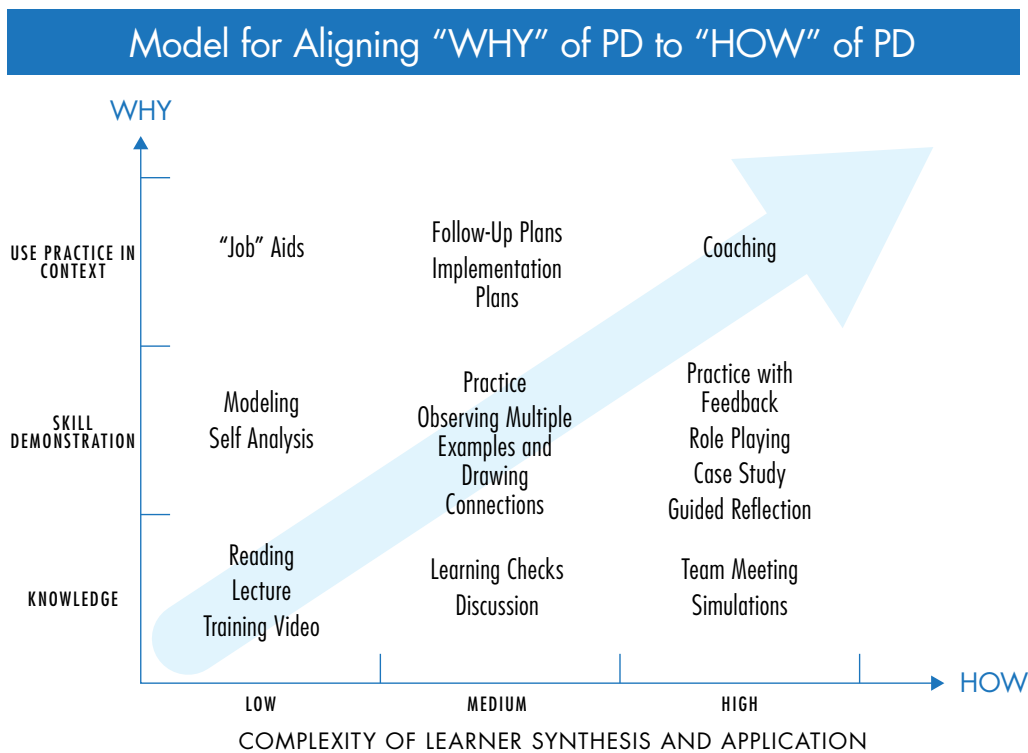 Model for Aligning “WHY” of PD to “HOW” of PD
WHY
USE PRACTICE IN
CONTEXT
“Job” Aids
Follow-Up Plans
Implementation
Plans
Coaching
SKILL
DEMONSTRATION
Modeling
Self Analysis
Practice
Observing Multiple
Examples and
Drawing
Connections
Practice with
Feedback
Role Playing
Case Study
Guided Reflection
KNOWLEDGE
Reading
Lecture
Training Video
Learning Checks
Discussion
Team Meeting
Simulations
HOW
LOW
MEDIUM
HIGH
COMPLEXITY OF LEARNER SYNTHESIS AND APPLICATION